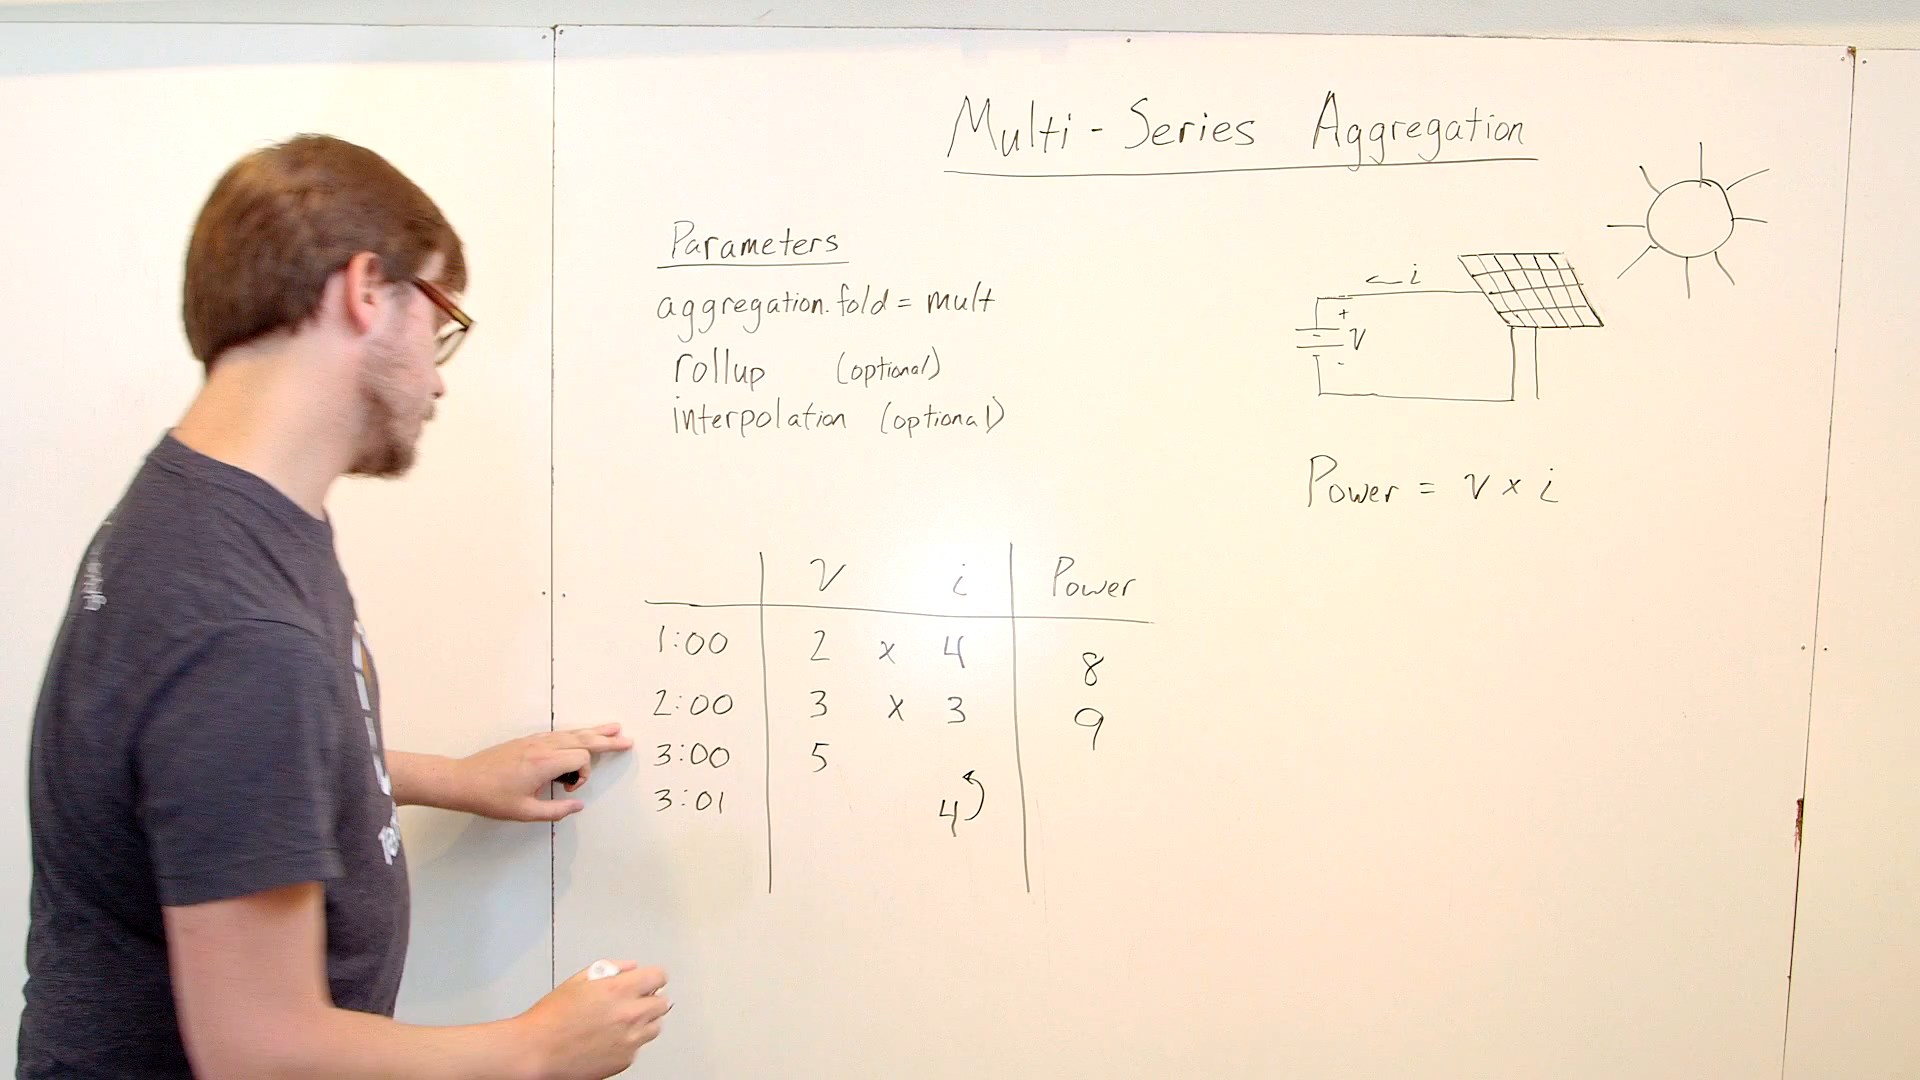 Multi-Series Aggregation
Parameters
aggregation.fold = mult
rollup (optional)
interpolation (optional)
i
+
V
-
Power = V x i
V i Power
1:00 2 x 4 8
2:00 3 x 3 9
3:00 5
3:01 4